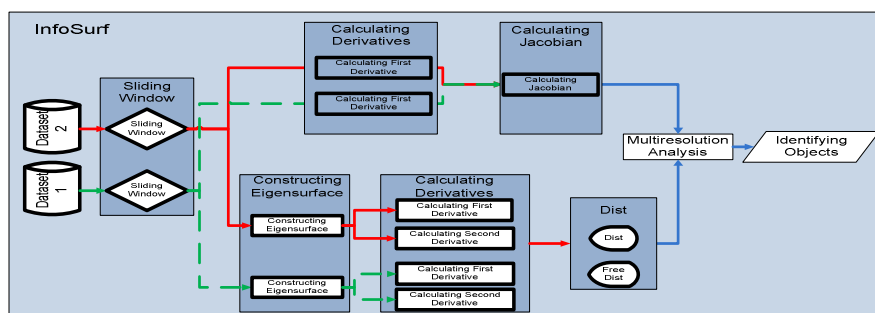 InfoSurf
Calculating
Derivatives
Calculating First
Derivative
Calculating First
Derivative
Calculating
Jacobian
Calculating
Jacobian
Sliding
Window
Sliding
Window
Sliding
Window
Dataset
2
Dataset
1
Multiresolution
Analysis
Identifying
Objects
Constructing
Eigensurface
Constructing
Eigensurface
Constructing
Eigensurface
Calculating
Derivatives
Calculating First
Derivative
Calculating Second
Derivative
Calculating First
Derivative
Calculating Second
Derivative
Dist
Dist
Free
Dist